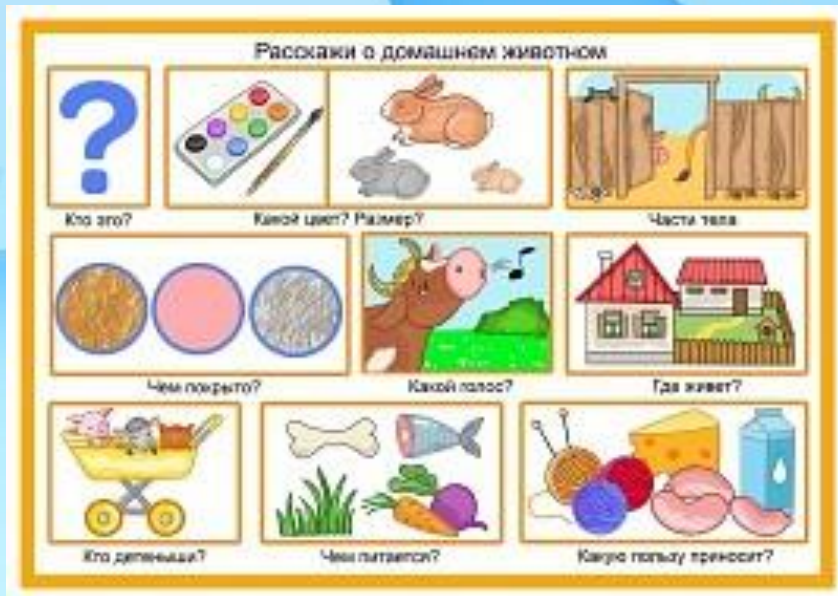 Расскажи о домашнем животном
Кто это?
Какой цвет? Размер?
Части тела
Чем покрыто?
Какой голос?
Где живет?
Кто детеныши?
Чем питается?
Какую пользу приносит?